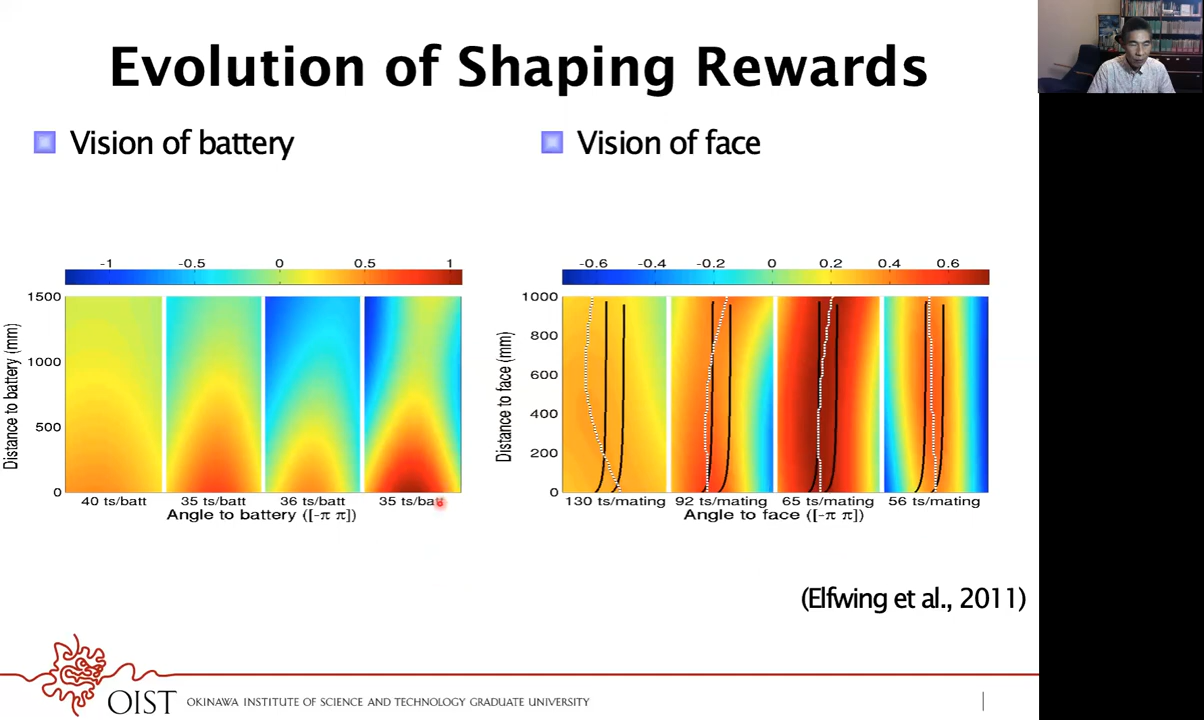 Evolution of Shaping Rewards
Vision of battery
Vision of face
-1 -0.5 0 0.5 1
1500
1000
500
0
Distance to battery (mm)
40 ts/batt 35 ts/batt 36 ts/batt 35 ts/batt
Angle to battery ([-π π])
-0.6 -0.4 -0.2 0 0.2 0.4 0.6
1000
800
600
400
200
0
Distance to face (mm)
130 ts/mating 92 ts/mating 65 ts/mating 56 ts/mating
Angle to face ([-π π])
(Elfwing et al., 2011)
OIST OKINAWA INSTITUTE OF SCIENCE AND TECHNOLOGY GRADUATE UNIVERSITY